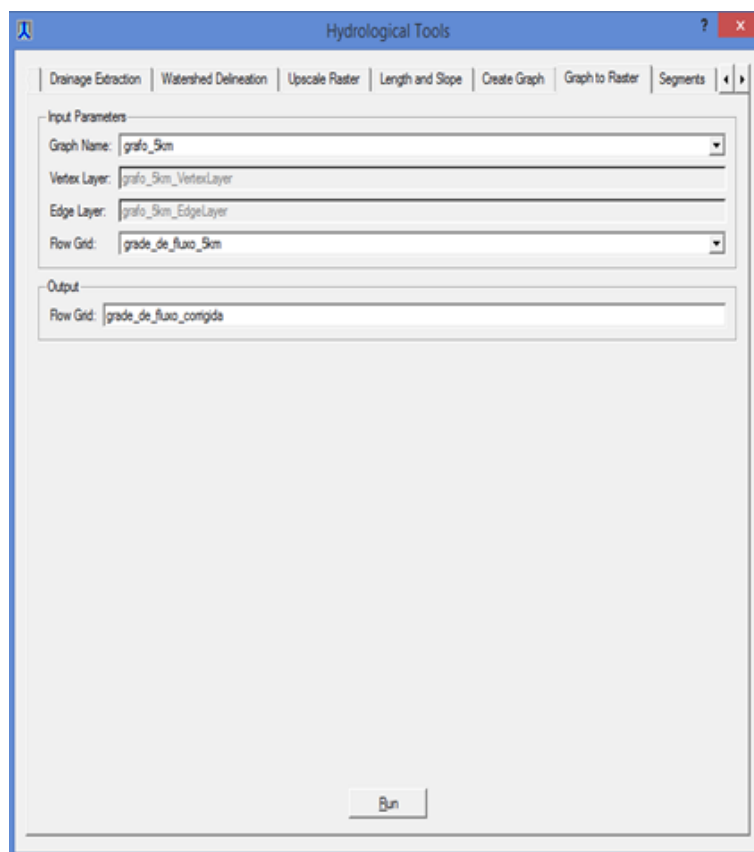 Hydrological Tools
?
x
Drainage Extraction Watershed Delineation Upscale Raster Length and Slope Create Graph Graph to Raster Segments
Input Parameters
Graph Name: grafo_5km
Vertex Layer: grafo_5km_VertexLayer
Edge Layer: grafo_5km_EdgeLayer
Flow Grid: grade_de_fluxo_5km
Output
Flow Grid: grade_de_fluxo_corrigida
Run